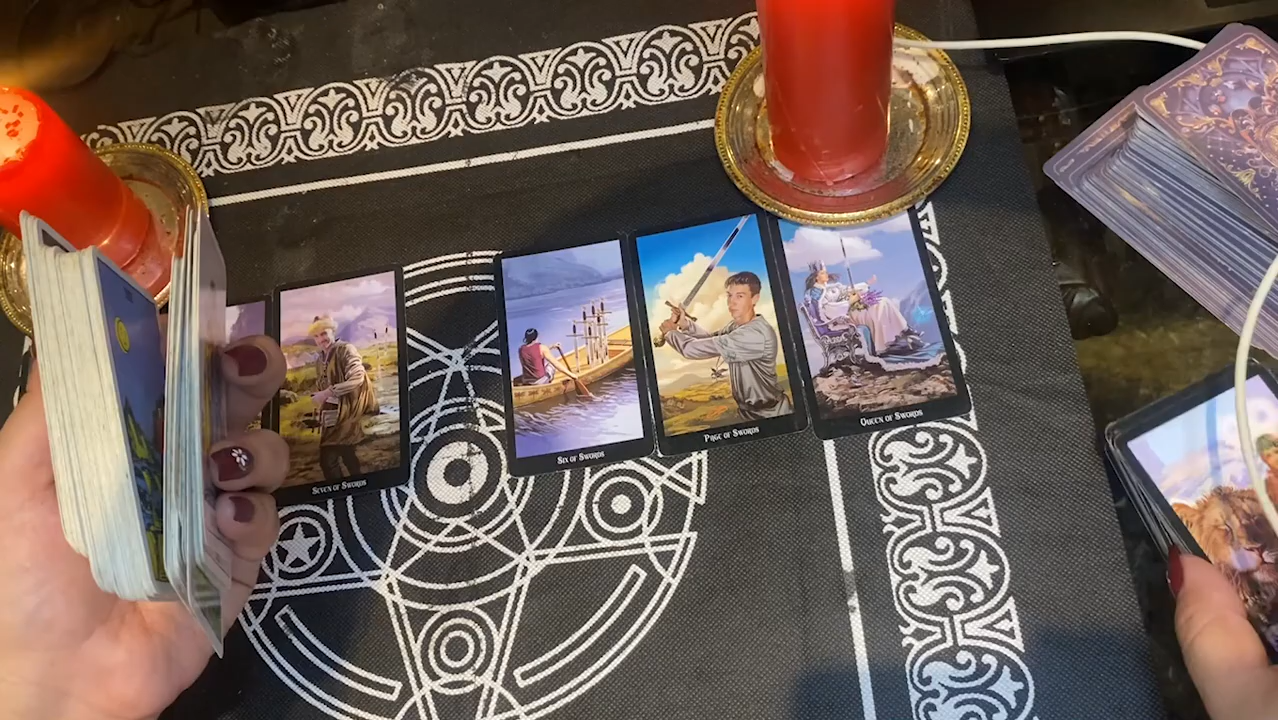 SEVEN OF SWORDS
SIX OF SWORDS
PAGE OF SWORDS
QUEEN OF SWORDS